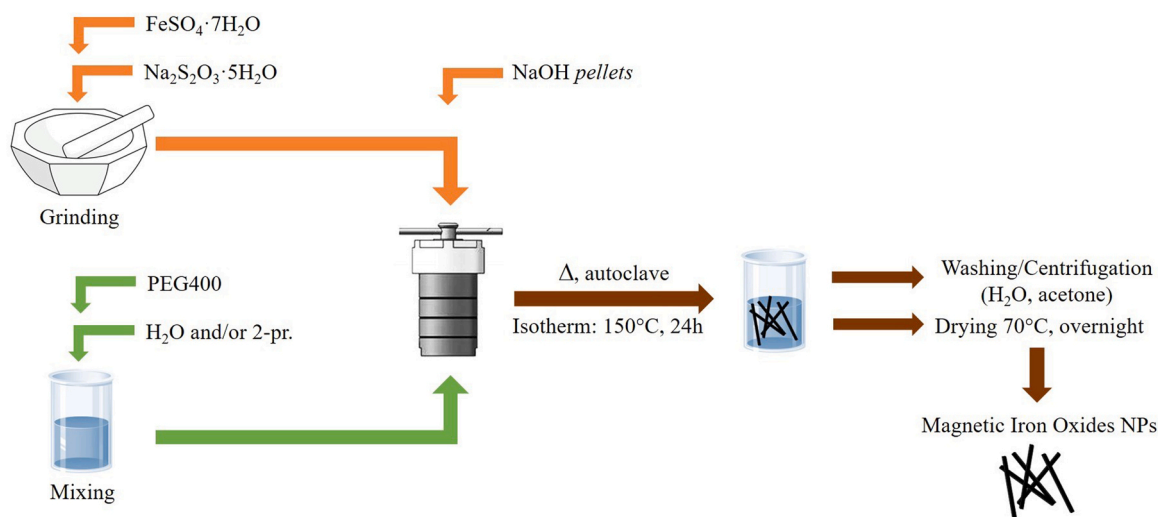 FeSO₄·7H₂O
Na₂S₂O₃·5H₂O
NaOH pellets
Grinding
PEG400
H₂O and/or 2-pr.
Mixing
Δ, autoclave
Isotherm: 150°C, 24h
Washing/Centrifugation
(H₂O, acetone)
Drying 70°C, overnight
Magnetic Iron Oxides NPs